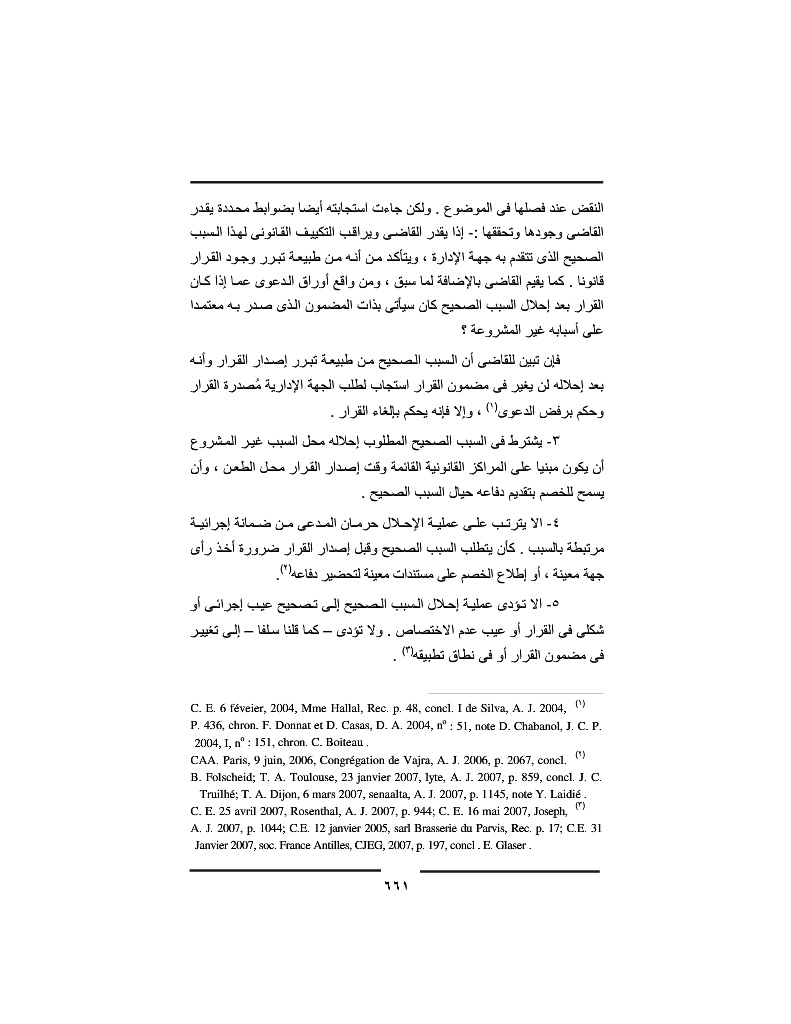 النقض عند فصلها فى الموضوع . ولكن جاءت استجابته أيضا بضوابط محددة يقدر
القاضى وجودها وتحققها :- إذا يقدر القاضى ويراقب التكييف القانونى لهذا السبب
الصحيح الذى تتقدم به جهة الإدارة ، ويتأكد من أنه من طبيعة تبرر وجود القرار
قانونا . كما يقيم القاضى بالإضافة لما سبق ، ومن واقع أوراق الدعوى عما إذا كان
القرار بعد إحلال السبب الصحيح كان سيأتى بذات المضمون الذى صدر به معتمدا
على أسبابه غير المشروعة ؟
فإن تبين للقاضى أن السبب الصحيح من طبيعة تبرر إصدار القرار وأنه
بعد إحلاله لن يغير فى مضمون القرار استجاب لطلب الجهة الإدارية مُصدرة القرار
وحكم برفض الدعوى(١) ، وإلا فإنه يحكم بإلغاء القرار .
٣- يشترط فى السبب الصحيح المطلوب إحلاله محل السبب غير المشروع
أن يكون مبنيا على المراكز القانونية القائمة وقت إصدار القرار محل الطعن ، وأن
يسمح للخصم بتقديم دفاعه حيال السبب الصحيح .
٤- الا يترتب على عملية الإحلال حرمان المدعى من ضمانة إجرائية
مرتبطة بالسبب . كأن يتطلب السبب الصحيح وقبل إصدار القرار ضرورة أخذ رأى
جهة معينة ، أو إطلاع الخصم على مستندات معينة لتحضير دفاعه(٢).
٥- الا تؤدى عملية إحلال السبب الصحيح إلى تصحيح عيب إجرائى أو
شكلى فى القرار أو عيب عدم الاختصاص . ولا تؤدى – كما قلنا سلفا – إلى تغيير
فى مضمون القرار أو فى نطاق تطبيقه(٣) .
C. E. 6 féveier, 2004, Mme Hallal, Rec. p. 48, concl. I de Silva, A. J. 2004, (١)
P. 436, chron. F. Donnat et D. Casas, D. A. 2004, nº : 51, note D. Chabanol, J. C. P.
2004, I, nº : 151, chron. C. Boiteau .
CAA. Paris, 9 juin, 2006, Congrégation de Vajra, A. J. 2006, p. 2067, concl. (٢)
B. Folscheid; T. A. Toulouse, 23 janvier 2007, lyte, A. J. 2007, p. 859, concl. J. C.
Truilhé; T. A. Dijon, 6 mars 2007, senaalta, A. J. 2007, p. 1145, note Y. Laidié .
C. E. 25 avril 2007, Rosenthal, A. J. 2007, p. 944; C. E. 16 mai 2007, Joseph, (٣)
A. J. 2007, p. 1044; C.E. 12 janvier 2005, sarl Brasserie du Parvis, Rec. p. 17; C.E. 31
Janvier 2007, soc. France Antilles, CJEG, 2007, p. 197, concl . E. Glaser .
٦٦١